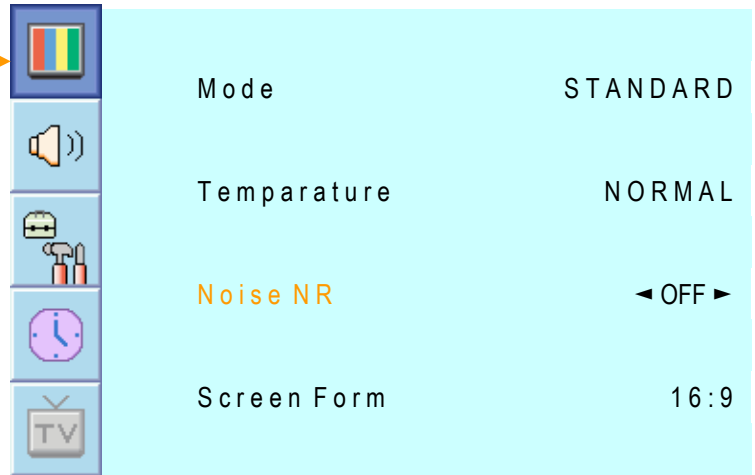 Mode STANDARD
Temparature NORMAL
Noise NR ◄ OFF ►
Screen Form 16:9
TV